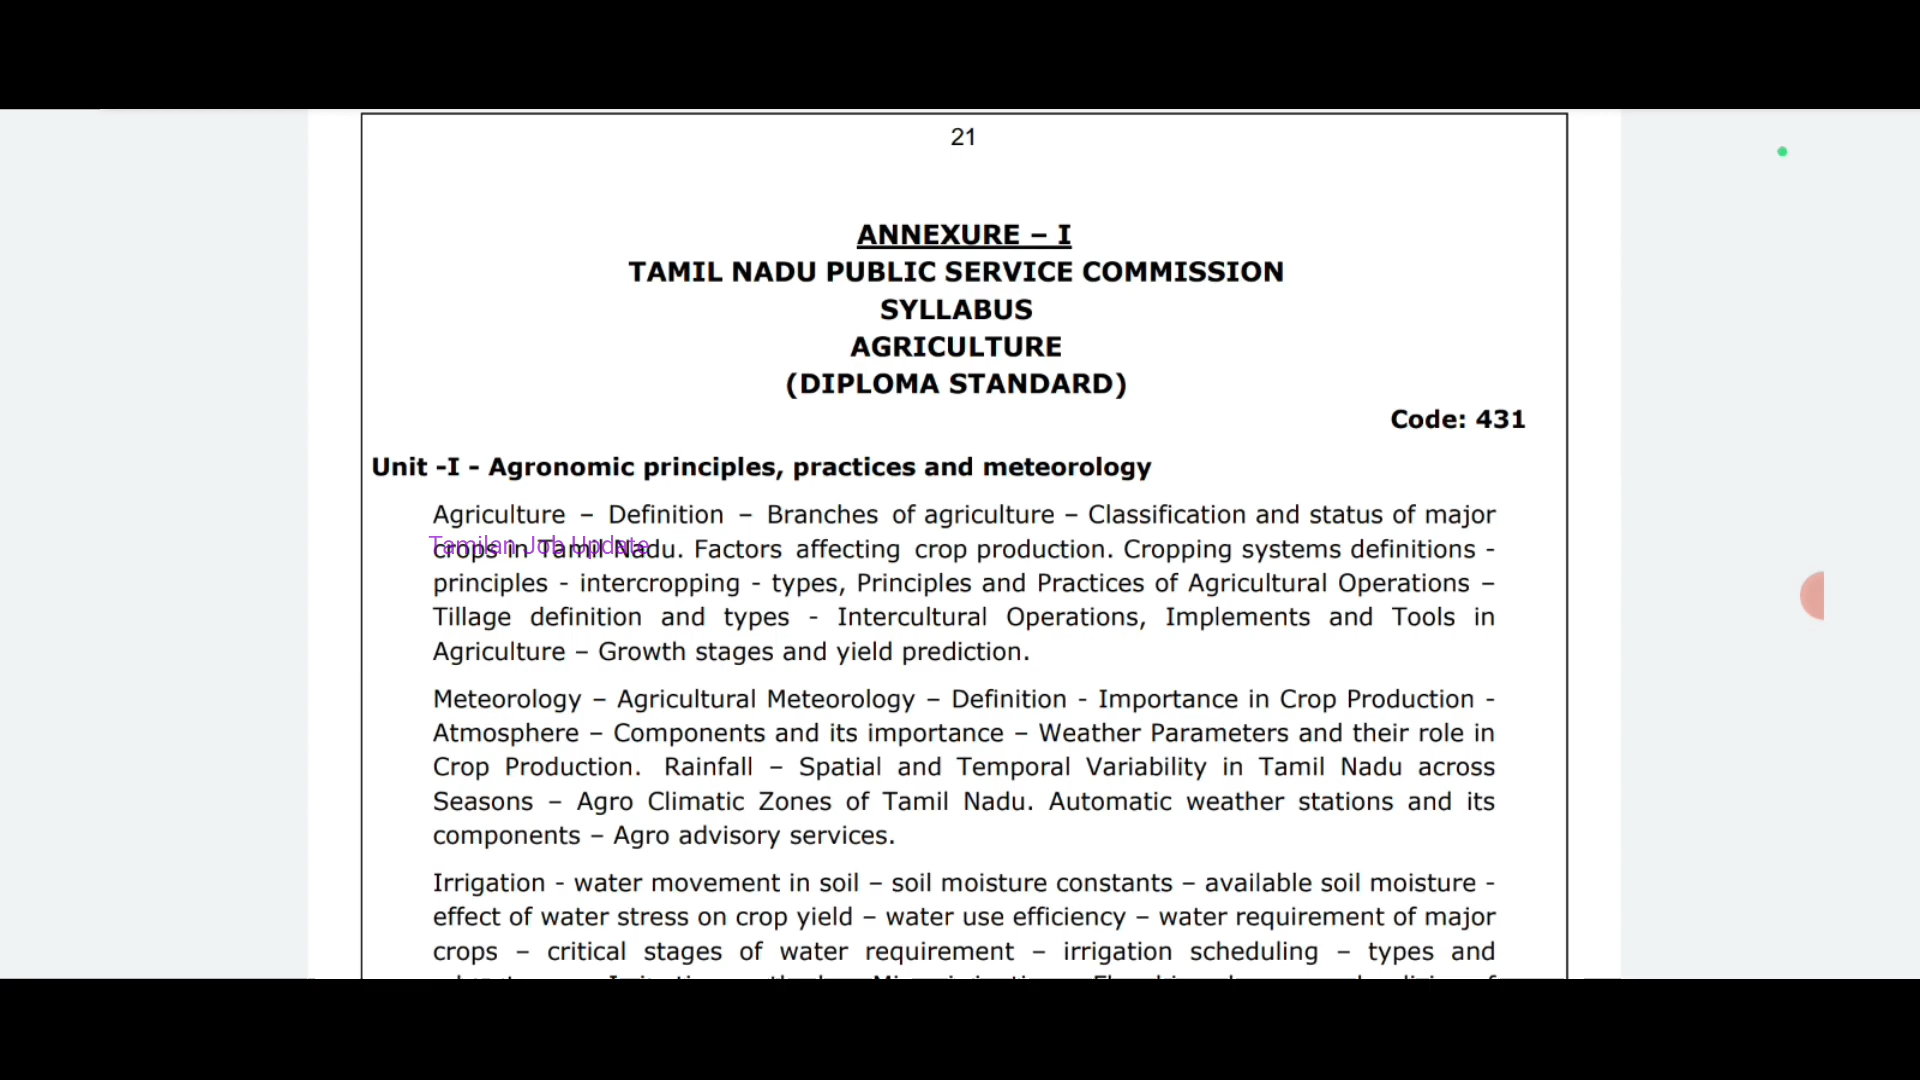 21
ANNEXURE – I
TAMIL NADU PUBLIC SERVICE COMMISSION
SYLLABUS
AGRICULTURE
(DIPLOMA STANDARD)
Code: 431
Unit -I - Agronomic principles, practices and meteorology
Agriculture – Definition – Branches of agriculture – Classification and status of major
crops in Tamil Nadu. Factors affecting crop production. Cropping systems definitions -
Tamilan Job Update
principles - intercropping - types, Principles and Practices of Agricultural Operations –
Tillage definition and types - Intercultural Operations, Implements and Tools in
Agriculture – Growth stages and yield prediction.
Meteorology – Agricultural Meteorology – Definition - Importance in Crop Production -
Atmosphere – Components and its importance – Weather Parameters and their role in
Crop Production. Rainfall – Spatial and Temporal Variability in Tamil Nadu across
Seasons – Agro Climatic Zones of Tamil Nadu. Automatic weather stations and its
components – Agro advisory services.
Irrigation - water movement in soil – soil moisture constants – available soil moisture -
effect of water stress on crop yield – water use efficiency – water requirement of major
crops – critical stages of water requirement – irrigation scheduling – types and